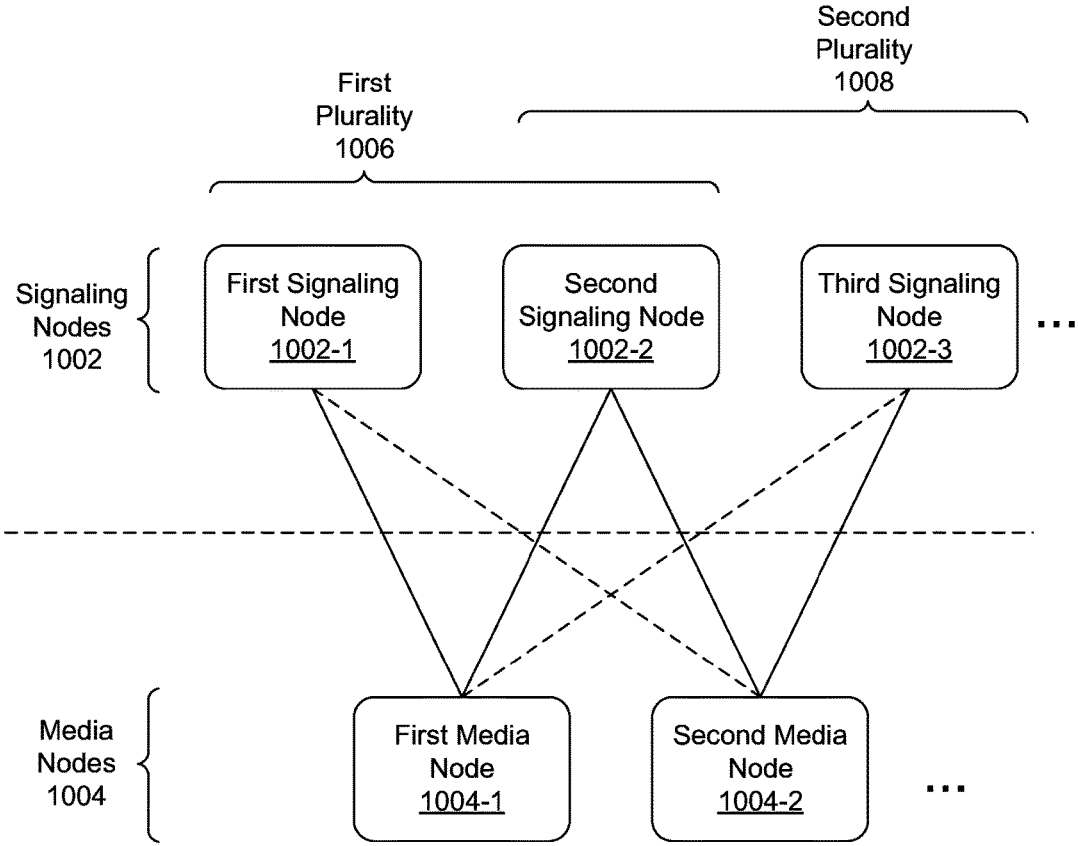 Second
Plurality
1008
First
Plurality
1006
Signaling
Nodes
1002
First Signaling
Node
1002-1
Second
Signaling Node
1002-2
Third Signaling
Node
1002-3
...
Media
Nodes
1004
First Media
Node
1004-1
Second Media
Node
1004-2
...